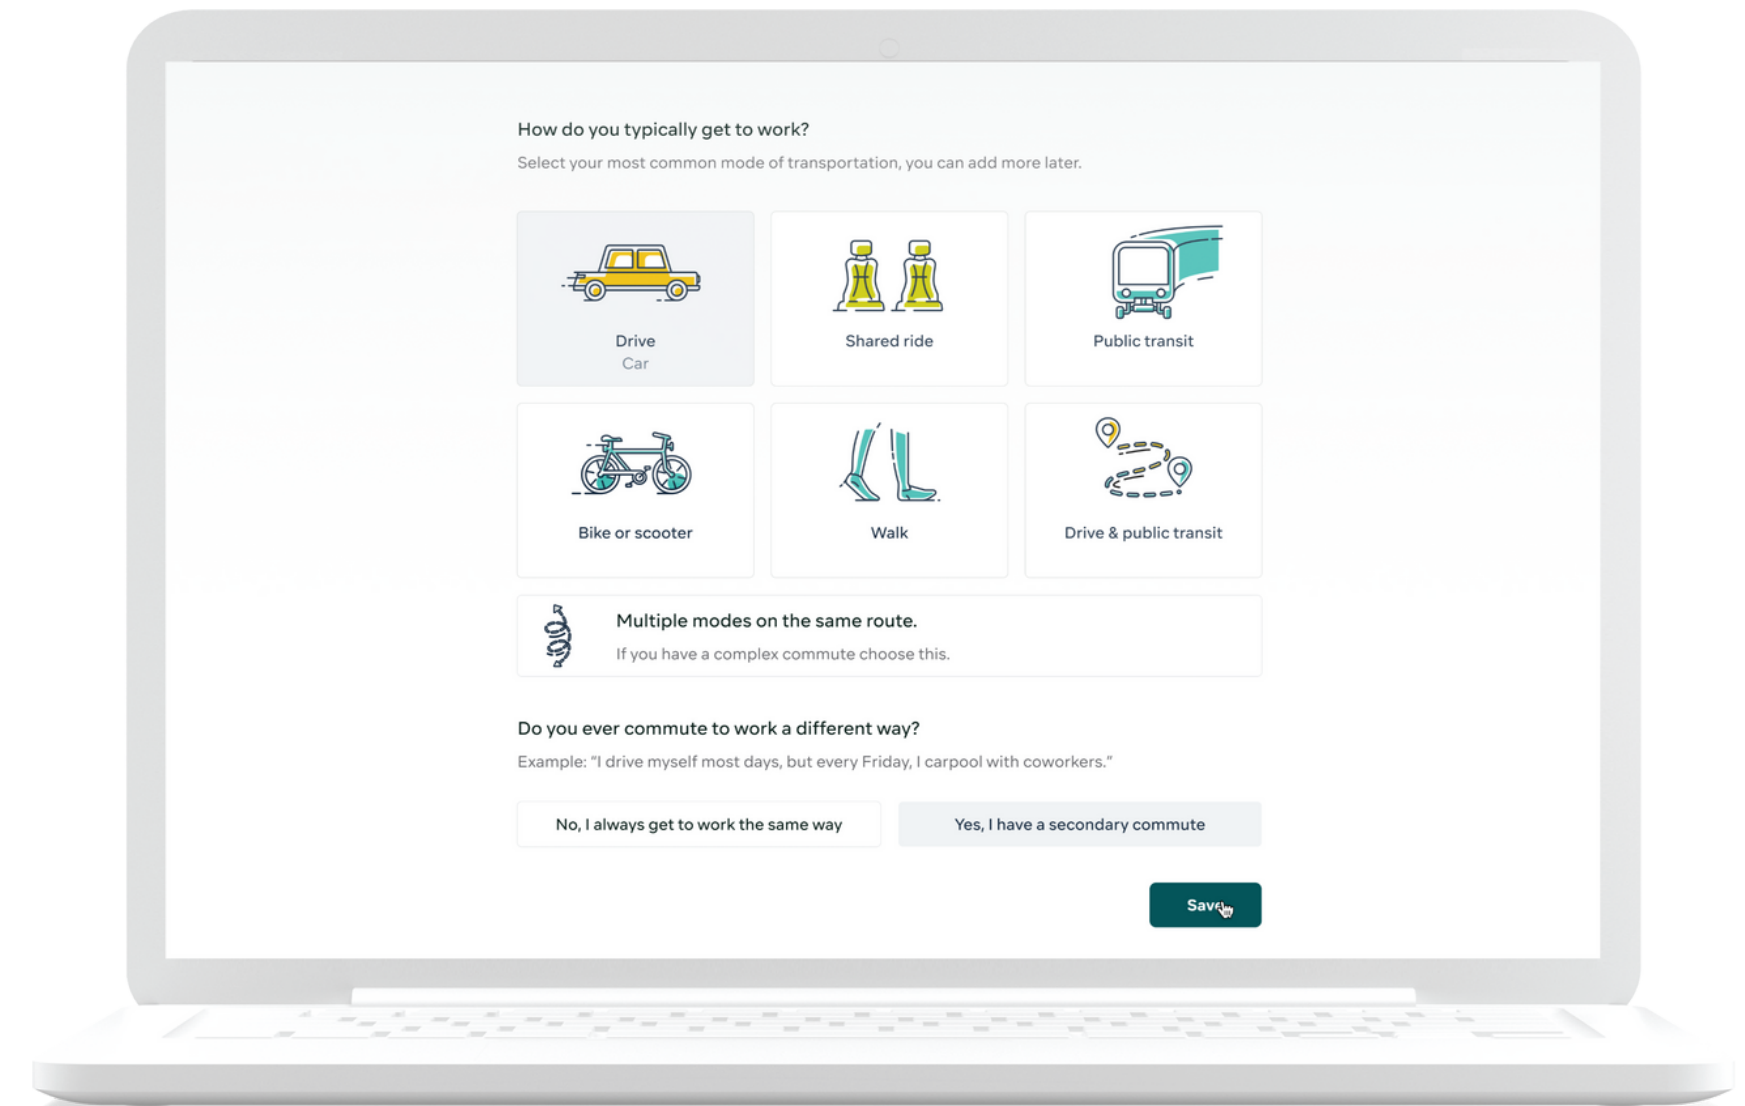 How do you typically get to work?
Select your most common mode of transportation, you can add more later.
Drive
Car
Shared ride
Public transit
Bike or scooter
Walk
Drive & public transit
Multiple modes on the same route.
If you have a complex commute choose this.
Do you ever commute to work a different way?
Example: “I drive myself most days, but every Friday, I carpool with coworkers.”
No, I always get to work the same way
Yes, I have a secondary commute
Save